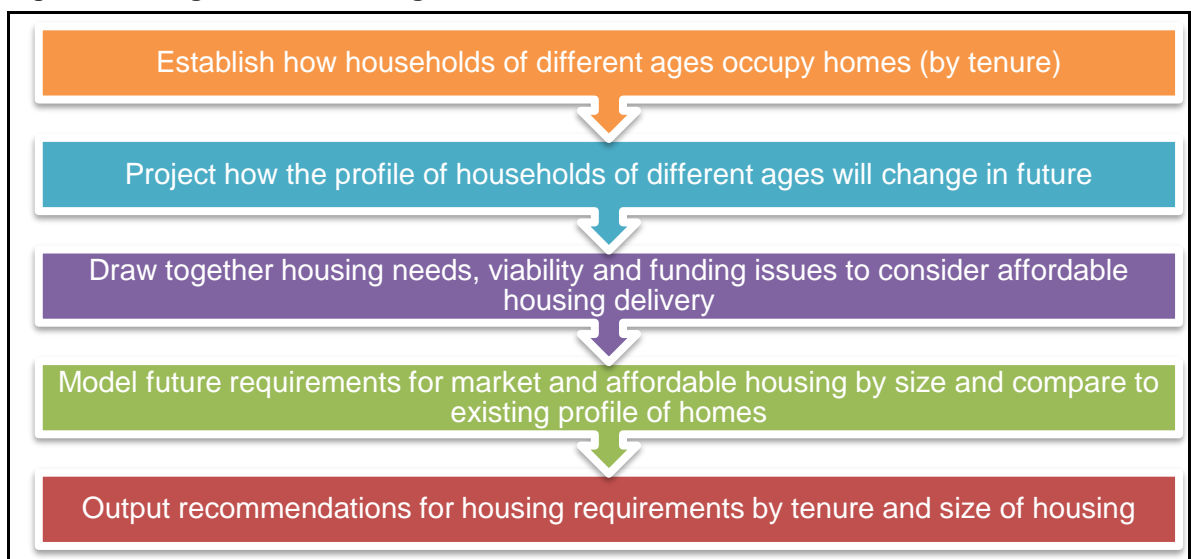 Establish how households of different ages occupy homes (by tenure)
Project how the profile of households of different ages will change in future
Draw together housing needs, viability and funding issues to consider affordable
housing delivery
Model future requirements for market and affordable housing by size and compare to
existing profile of homes
Output recommendations for housing requirements by tenure and size of housing